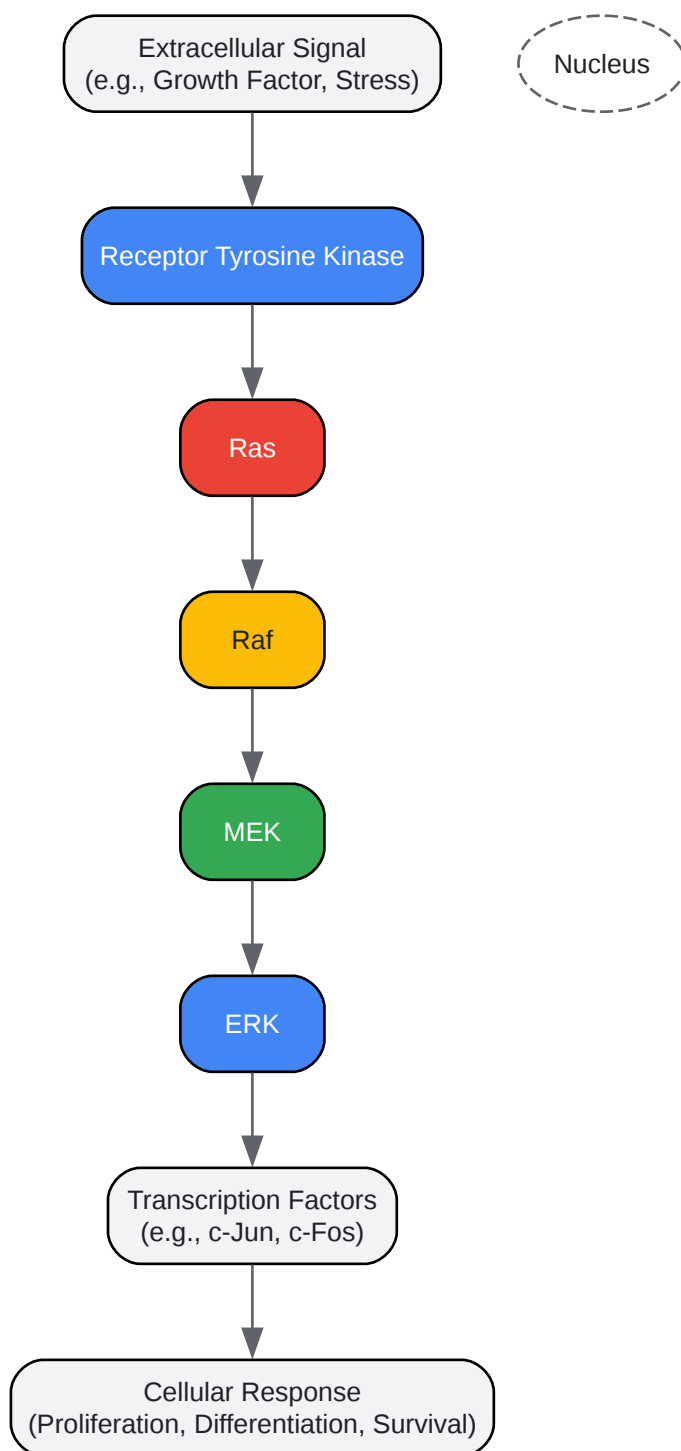 Extracellular Signal
(e.g., Growth Factor, Stress)
Nucleus
Receptor Tyrosine Kinase
Ras
Raf
MEK
ERK
Transcription Factors
(e.g., c-Jun, c-Fos)
Cellular Response
(Proliferation, Differentiation, Survival)